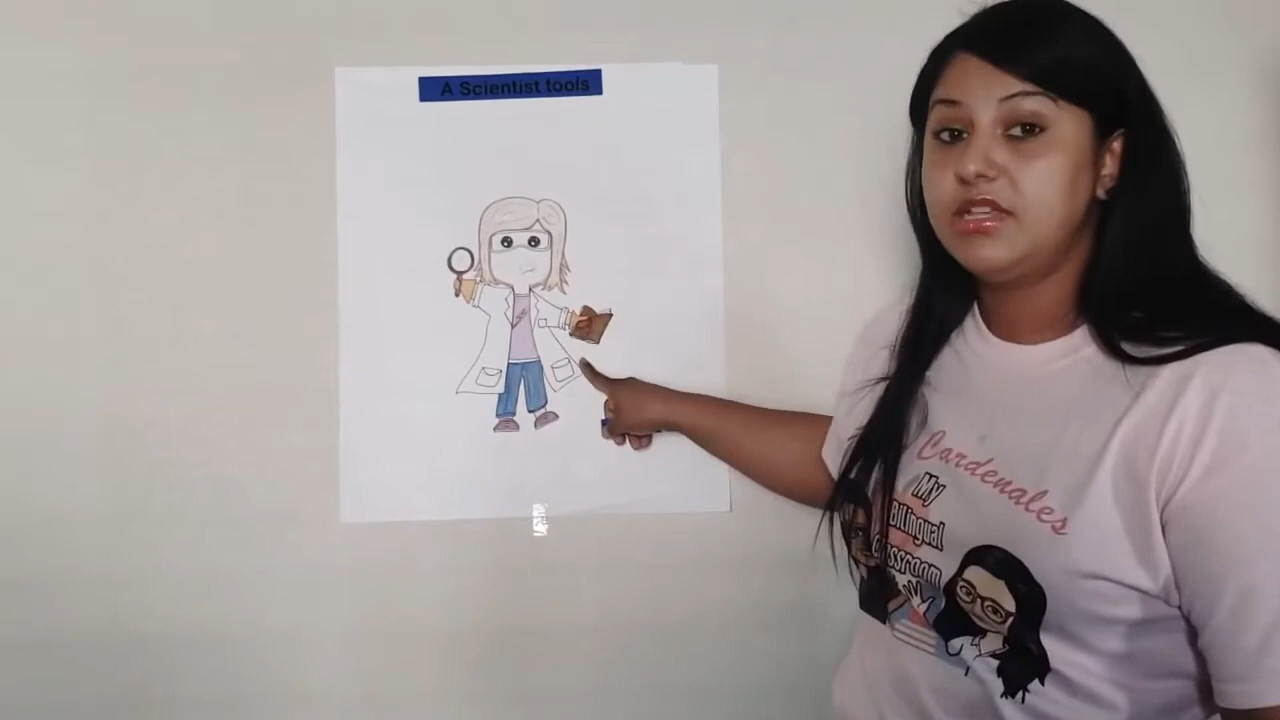 A Scientist tools
Cardenales
My
Bilingual
Classroom